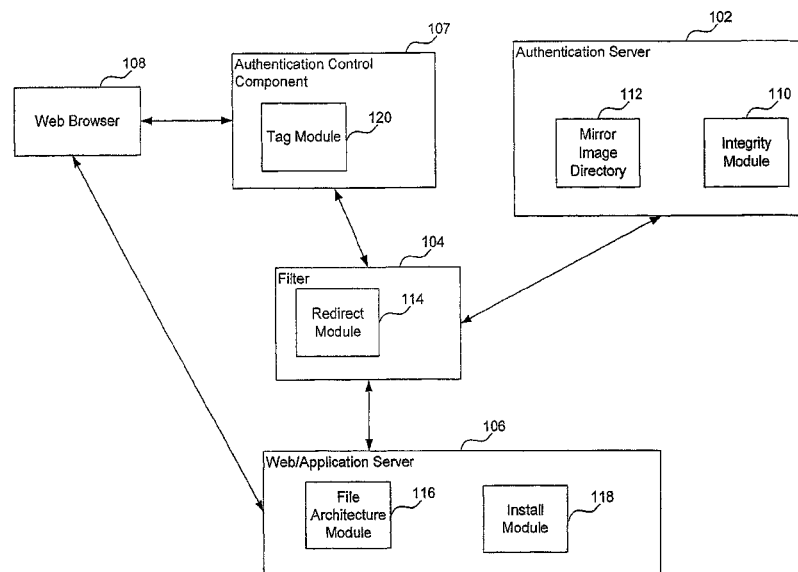 107
102
Authentication Control
Component
Authentication Server
108
Web Browser
120
Tag Module
112
Mirror
Image
Directory
110
Integrity
Module
104
Filter
114
Redirect
Module
106
Web/Application Server
116
File
Architecture
Module
118
Install
Module